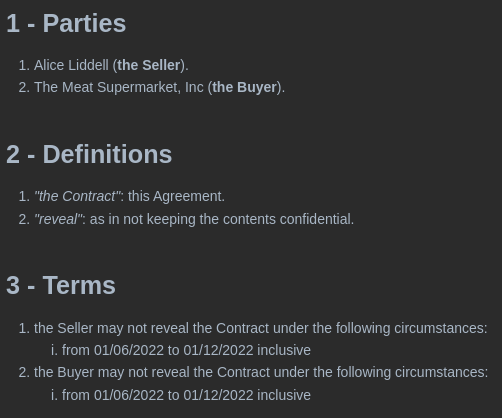 1 - Parties
1. Alice Liddell (the Seller).
2. The Meat Supermarket, Inc (the Buyer).
2 - Definitions
1. "the Contract": this Agreement.
2. "reveal": as in not keeping the contents confidential.
3 - Terms
1. the Seller may not reveal the Contract under the following circumstances:
i. from 01/06/2022 to 01/12/2022 inclusive
2. the Buyer may not reveal the Contract under the following circumstances:
i. from 01/06/2022 to 01/12/2022 inclusive